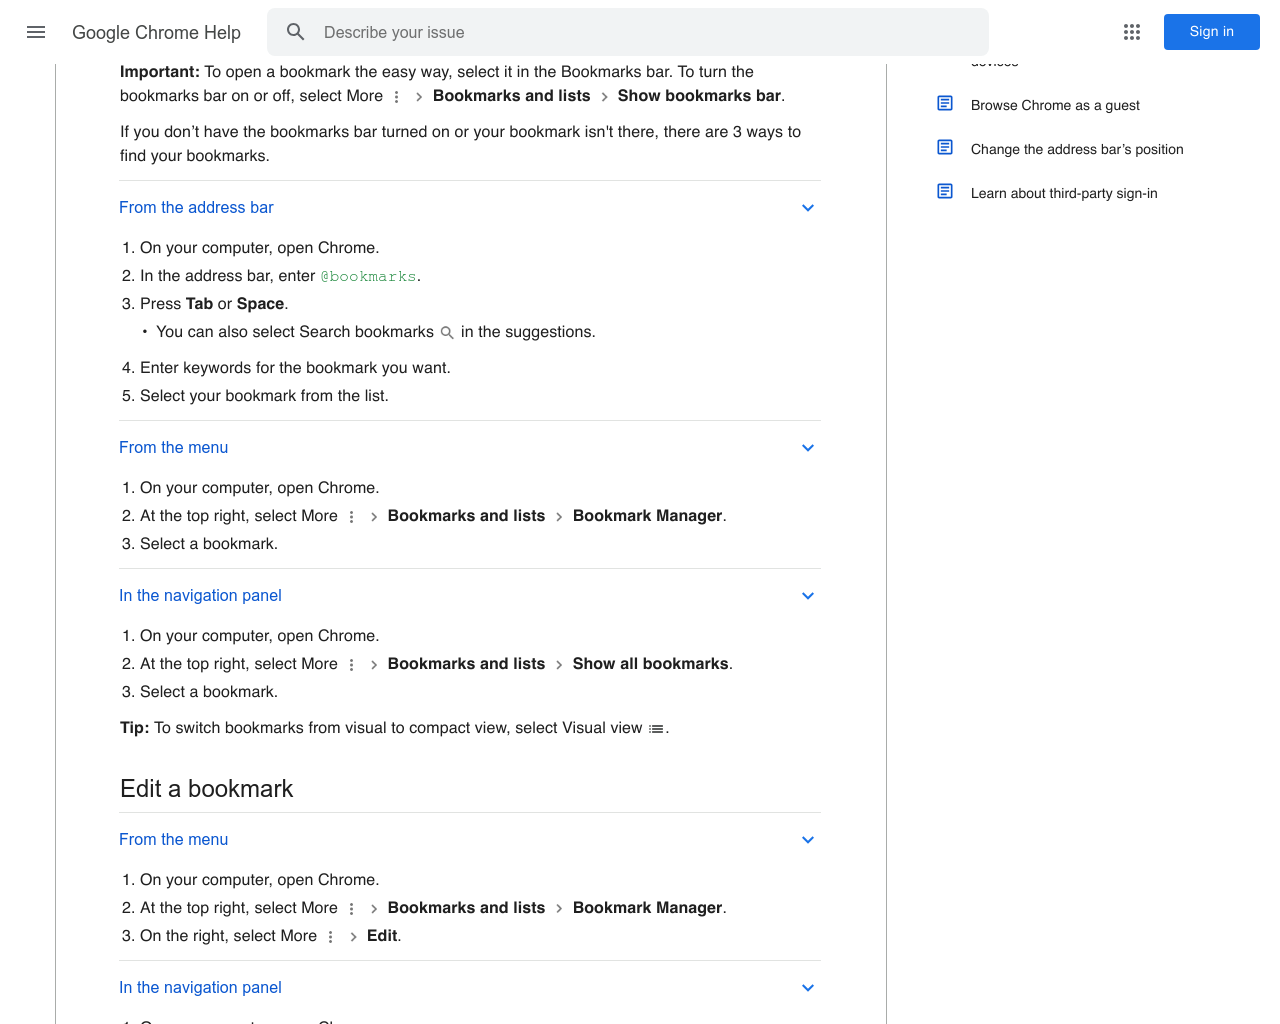 Google Chrome Help
Describe your issue
Sign in
Important: To open a bookmark the easy way, select it in the Bookmarks bar. To turn the
bookmarks bar on or off, select More > Bookmarks and lists > Show bookmarks bar.
If you don’t have the bookmarks bar turned on or your bookmark isn't there, there are 3 ways to
find your bookmarks.
From the address bar
1. On your computer, open Chrome.
2. In the address bar, enter @bookmarks.
3. Press Tab or Space.
• You can also select Search bookmarks in the suggestions.
4. Enter keywords for the bookmark you want.
5. Select your bookmark from the list.
From the menu
1. On your computer, open Chrome.
2. At the top right, select More > Bookmarks and lists > Bookmark Manager.
3. Select a bookmark.
In the navigation panel
1. On your computer, open Chrome.
2. At the top right, select More > Bookmarks and lists > Show all bookmarks.
3. Select a bookmark.
Tip: To switch bookmarks from visual to compact view, select Visual view.
Edit a bookmark
From the menu
1. On your computer, open Chrome.
2. At the top right, select More > Bookmarks and lists > Bookmark Manager.
3. On the right, select More > Edit.
In the navigation panel
devices
Browse Chrome as a guest
Change the address bar’s position
Learn about third-party sign-in